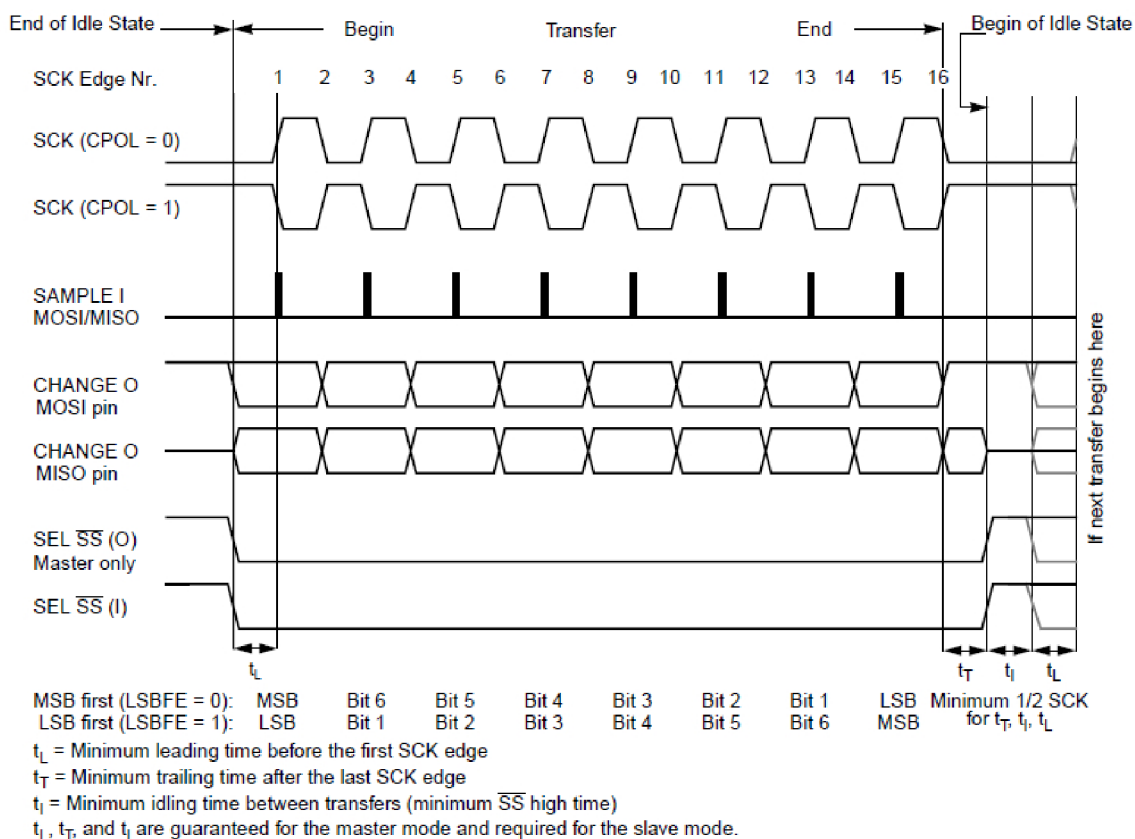 End of Idle State
Begin
Transfer
End
Begin of Idle State
SCK Edge Nr.
1 2 3 4 5 6 7 8 9 10 11 12 13 14 15 16
SCK (CPOL = 0)
SCK (CPOL = 1)
SAMPLE I
MOSI/MISO
CHANGE O
MOSI pin
CHANGE O
MISO pin
SEL SS (O)
Master only
SEL SS (I)
If next transfer begins here
tL
tT tI tL
MSB first (LSBFE = 0): MSB Bit 6 Bit 5 Bit 4 Bit 3 Bit 2 Bit 1 LSB Minimum 1/2 SCK
LSB first (LSBFE = 1): LSB Bit 1 Bit 2 Bit 3 Bit 4 Bit 5 Bit 6 MSB for tT, tI, tL
tL = Minimum leading time before the first SCK edge
tT = Minimum trailing time after the last SCK edge
tI = Minimum idling time between transfers (minimum SS high time)
tL, tT, and tI are guaranteed for the master mode and required for the slave mode.